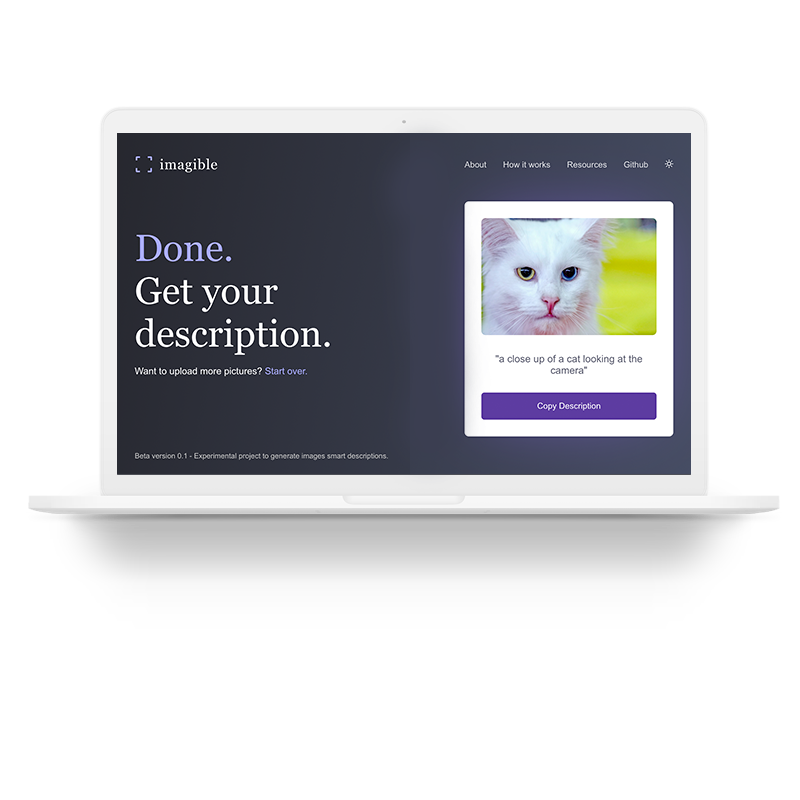 imagible
About How it works Resources Github
Done.
Get your
description.
Want to upload more pictures? Start over.
"a close up of a cat looking at the
camera"
Copy Description
Beta version 0.1 - Experimental project to generate images smart descriptions.